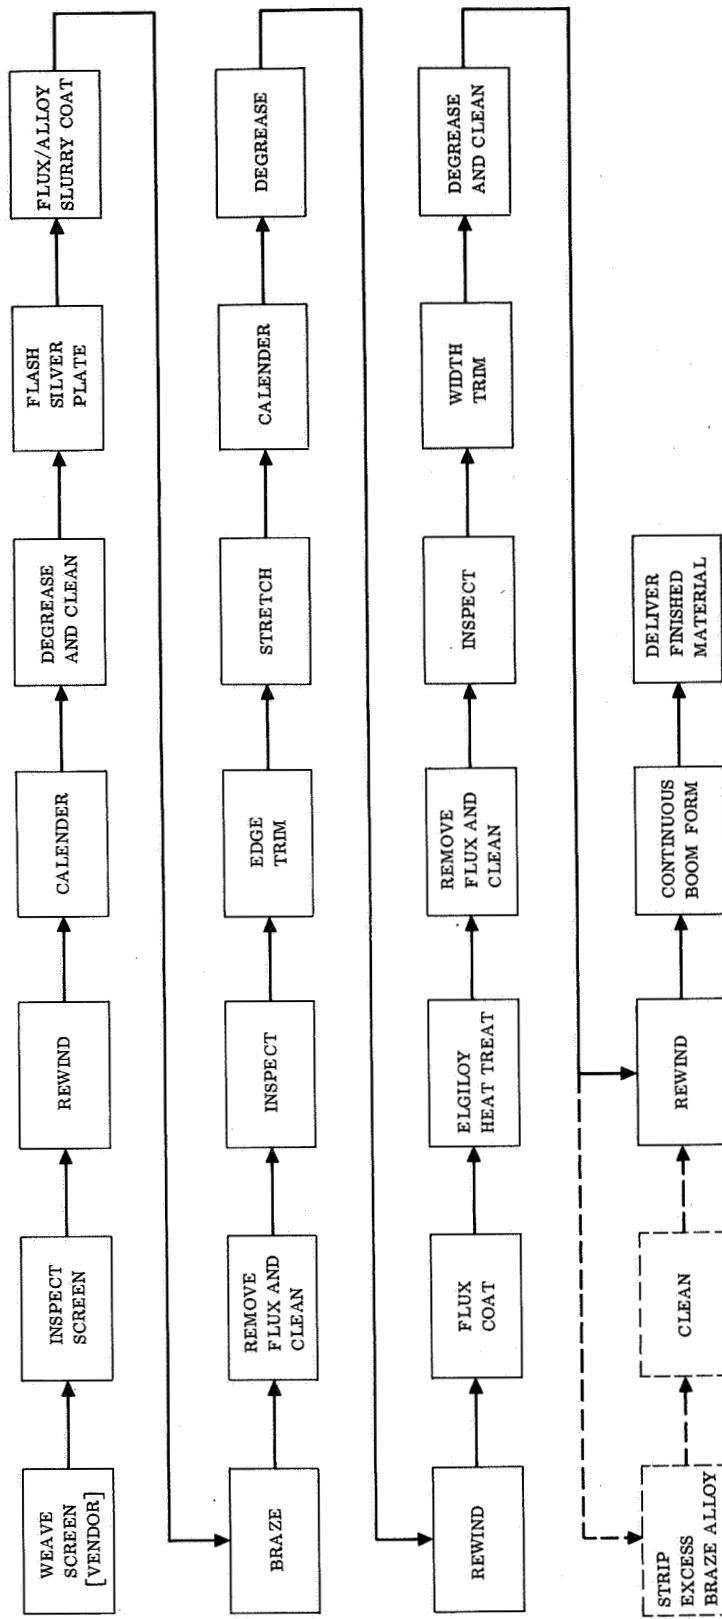 WEAVE
SCREEN
[VENDOR]
INSPECT
SCREEN
REWIND
CALENDER
DEGREASE
AND CLEAN
FLASH
SILVER
PLATE
FLUX/ALLOY
SLURRY COAT
BRAZE
REMOVE
FLUX AND
CLEAN
INSPECT
EDGE
TRIM
STRETCH
CALENDER
DEGREASE
REWIND
FLUX
COAT
ELGILOY
HEAT TREAT
REMOVE
FLUX AND
CLEAN
INSPECT
WIDTH
TRIM
DEGREASE
AND CLEAN
STRIP
EXCESS
BRAZE ALLOY
CLEAN
REWIND
CONTINUOUS
BOOM FORM
DELIVER
FINISHED
MATERIAL